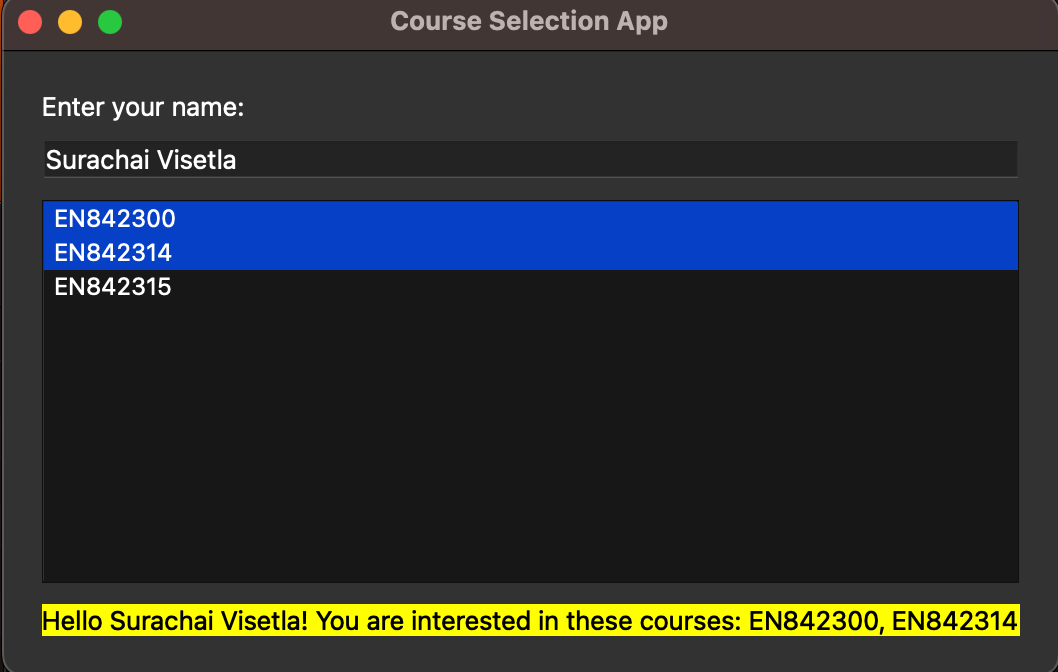 Course Selection App
Enter your name:
Surachai Visetla
EN842300
EN842314
EN842315
Hello Surachai Visetla! You are interested in these courses: EN842300, EN842314